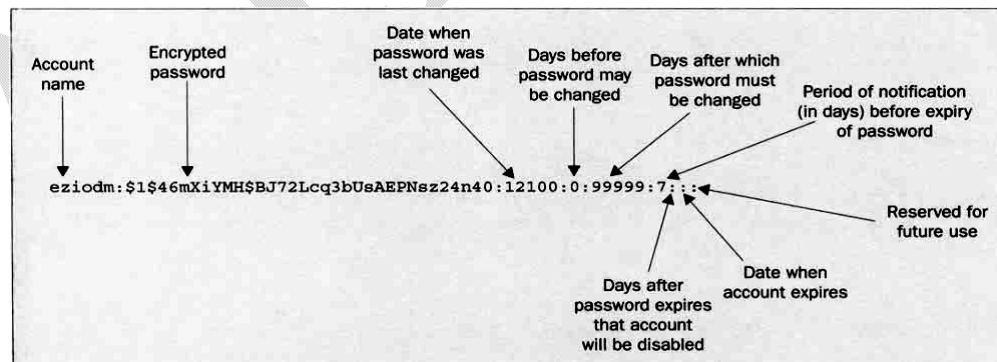 Account
name
Encrypted
password
Date when
password was
last changed
Days before
password may
be changed
Days after which
password must
be changed
Period of notification
(in days) before expiry
of password
eziodm:$1$46mXiYMH$BJ72Lcq3bUsAEPNsz24n40:12100:0:99999:7:::
Reserved for
future use
Date when
account expires
Days after
password expires
that account
will be disabled